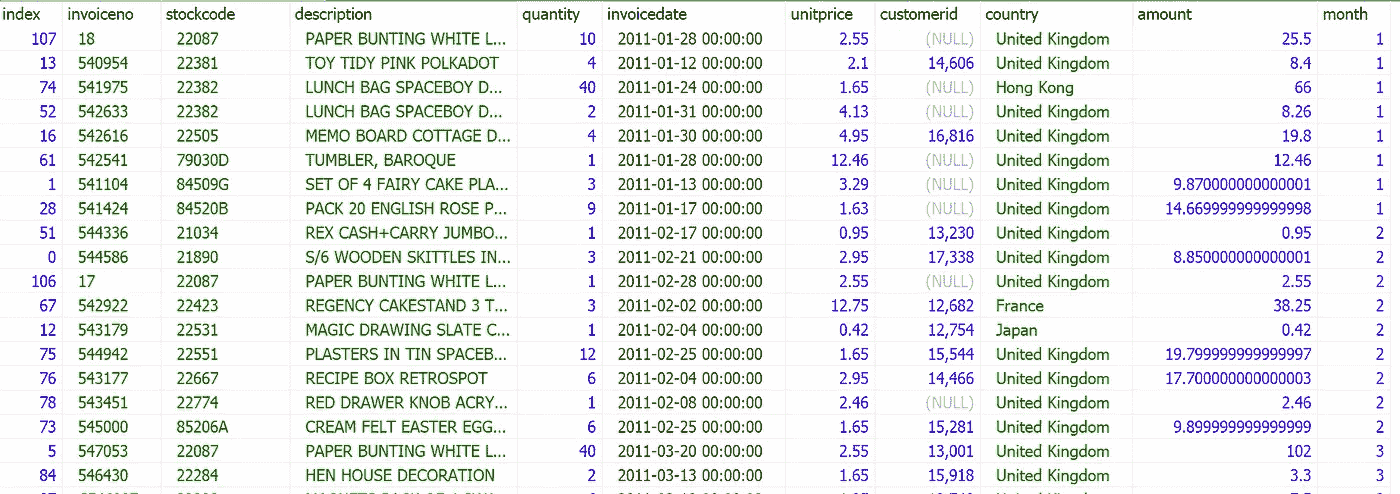 index invoiceno stockcode description quantity invoicedate unitprice customerid country amount month
107 18 22087 PAPER BUNTING WHITE L... 10 2011-01-28 00:00:00 2.55 (NULL) United Kingdom 25.5 1
13 540954 22381 TOY TIDY PINK POLKADOT 4 2011-01-12 00:00:00 2.1 14,606 United Kingdom 8.4 1
74 541975 22382 LUNCH BAG SPACEBOY D... 40 2011-01-24 00:00:00 1.65 (NULL) Hong Kong 66 1
52 542633 22382 LUNCH BAG SPACEBOY D... 2 2011-01-31 00:00:00 4.13 (NULL) United Kingdom 8.26 1
16 542616 22505 MEMO BOARD COTTAGE D... 4 2011-01-30 00:00:00 4.95 16,816 United Kingdom 19.8 1
61 542541 79030D TUMBLER, BAROQUE 1 2011-01-28 00:00:00 12.46 (NULL) United Kingdom 12.46 1
1 541104 84509G SET OF 4 FAIRY CAKE PLA... 3 2011-01-13 00:00:00 3.29 (NULL) United Kingdom 9.870000000000001 1
28 541424 84520B PACK 20 ENGLISH ROSE P... 9 2011-01-17 00:00:00 1.63 (NULL) United Kingdom 14.669999999999998 1
51 544336 21034 REX CASH+CARRY JUMBO... 1 2011-02-17 00:00:00 0.95 13,230 United Kingdom 0.95 2
0 544586 21890 S/6 WOODEN SKITTLES IN... 3 2011-02-21 00:00:00 2.95 17,338 United Kingdom 8.850000000000001 2
106 17 22087 PAPER BUNTING WHITE L... 1 2011-02-28 00:00:00 2.55 (NULL) United Kingdom 2.55 2
67 542922 22423 REGENCY CAKESTAND 3 T... 3 2011-02-02 00:00:00 12.75 12,682 France 38.25 2
12 543179 22531 MAGIC DRAWING SLATE C... 1 2011-02-04 00:00:00 0.42 12,754 Japan 0.42 2
75 544942 22551 PLASTERS IN TIN SPACEB... 12 2011-02-25 00:00:00 1.65 15,544 United Kingdom 19.799999999999997 2
76 543177 22667 RECIPE BOX RETROSPOT 6 2011-02-04 00:00:00 2.95 14,466 United Kingdom 17.700000000000003 2
78 543451 22774 RED DRAWER KNOB ACRY... 1 2011-02-08 00:00:00 2.46 (NULL) United Kingdom 2.46 2
73 545000 85206A CREAM FELT EASTER EGG... 6 2011-02-25 00:00:00 1.65 15,281 United Kingdom 9.899999999999999 2
5 547053 22087 PAPER BUNTING WHITE L... 40 2011-03-20 00:00:00 2.55 13,001 United Kingdom 102 3
84 546430 22284 HEN HOUSE DECORATION 2 2011-03-13 00:00:00 1.65 15,918 United Kingdom 3.3 3